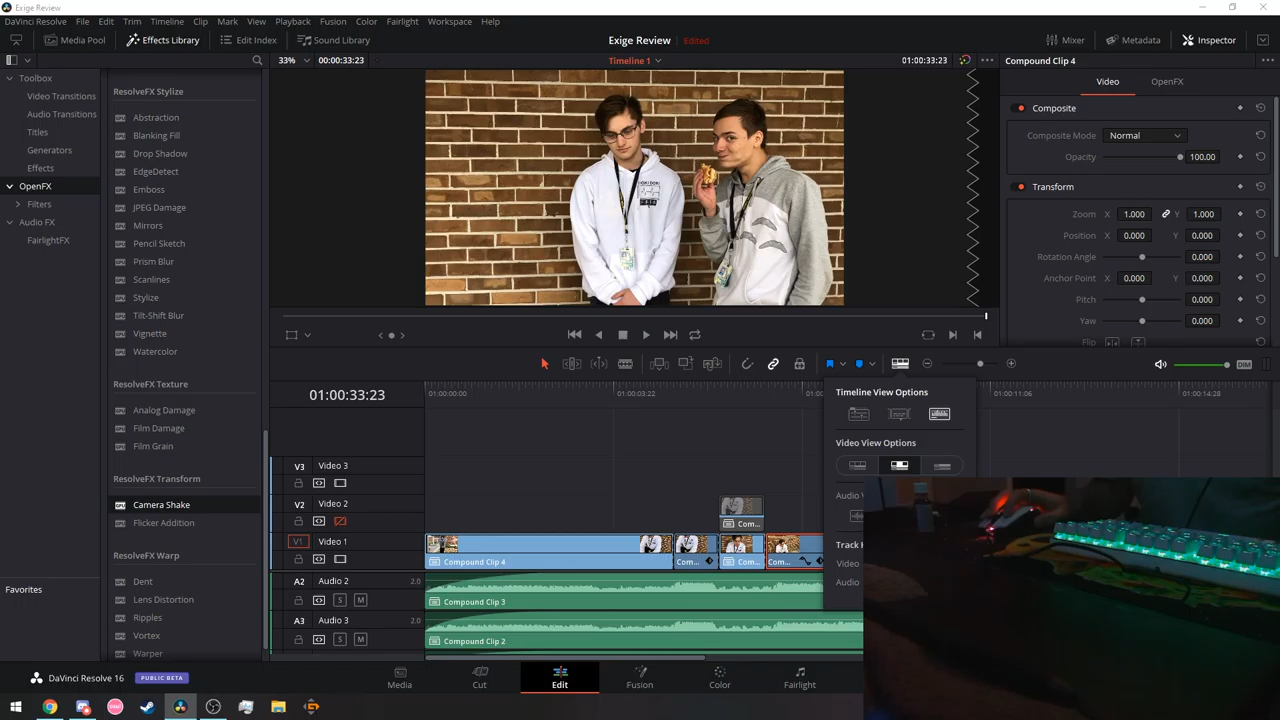 Exige Review
DaVinci Resolve File Edit Trim Timeline Clip Mark View Playback Fusion Color Fairlight Workspace Help
Media Pool Effects Library Edit Index Sound Library Exige Review Edited Mixer Metadata Inspector
33% 00:00:33:23 Timeline 1 01:00:33:23 Compound Clip 4
Toolbox
Video Transitions
Audio Transitions
Titles
Generators
Effects
OpenFX
Filters
Audio FX
FairlightFX
Favorites
ResolveFX Stylize
Abstraction
Blanking Fill
Drop Shadow
EdgeDetect
Emboss
JPEG Damage
Mirrors
Pencil Sketch
Prism Blur
Scanlines
Stylize
Tilt-Shift Blur
Vignette
Watercolor
ResolveFX Texture
Analog Damage
Film Damage
Film Grain
ResolveFX Transform
Camera Shake
Flicker Addition
ResolveFX Warp
Dent
Lens Distortion
Ripples
Vortex
Warper
Video OpenFX
Composite
Composite Mode Normal
Opacity 100.00
Transform
Zoom X 1.000 Y 1.000
Position X 0.000 Y 0.000
Rotation Angle 0.000
Anchor Point X 0.000 Y 0.000
Pitch 0.000
Yaw 0.000
Flip
DIM
01:00:33:23 01:00:00:00 01:00:03:22 01:00:11:06 01:00:14:28
Timeline View Options
Video View Options
V3 Video 3
V2 Video 2
Com...
V1 Video 1
Compound Clip 4 Com... Com... Com...
A2 Audio 2 2.0
S M Compound Clip 3
A3 Audio 3 2.0
S M Compound Clip 2
Video
Audio
DaVinci Resolve 16 PUBLIC BETA
Media Cut Edit Fusion Color Fairlight